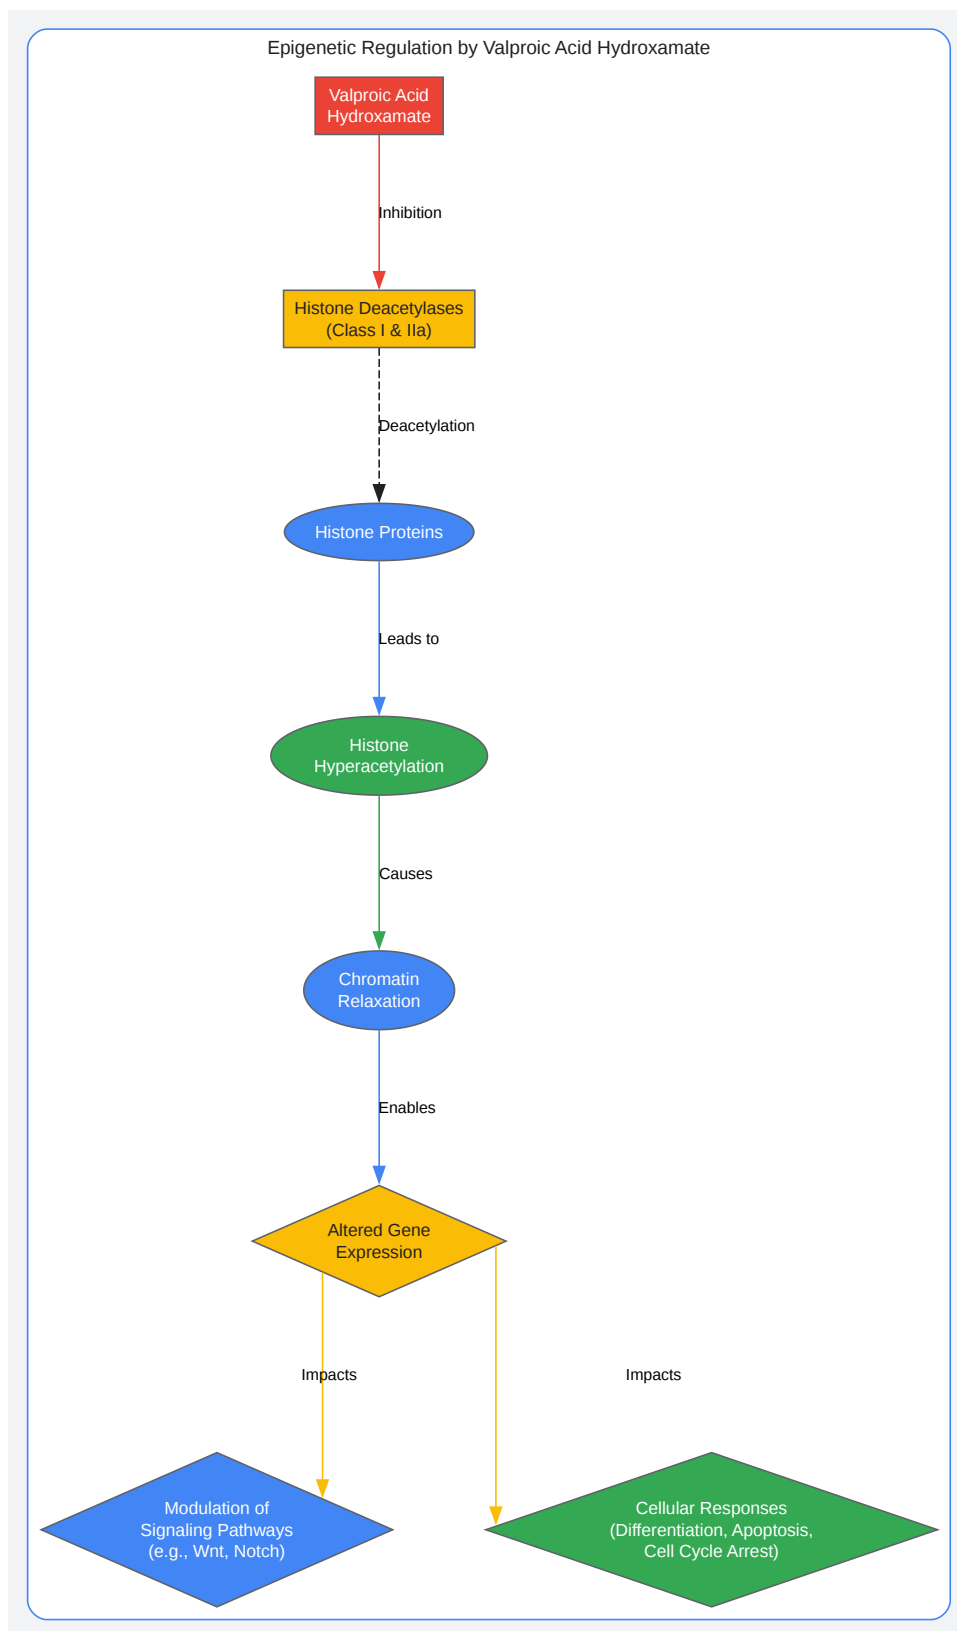 Epigenetic Regulation by Valproic Acid Hydroxamate
Valproic Acid
Hydroxamate
Inhibition
Histone Deacetylases
(Class I & IIa)
Deacetylation
Histone Proteins
Leads to
Histone
Hyperacetylation
Causes
Chromatin
Relaxation
Enables
Altered Gene
Expression
Impacts
Impacts
Modulation of
Signaling Pathways
(e.g., Wnt, Notch)
Cellular Responses
(Differentiation, Apoptosis,
Cell Cycle Arrest)